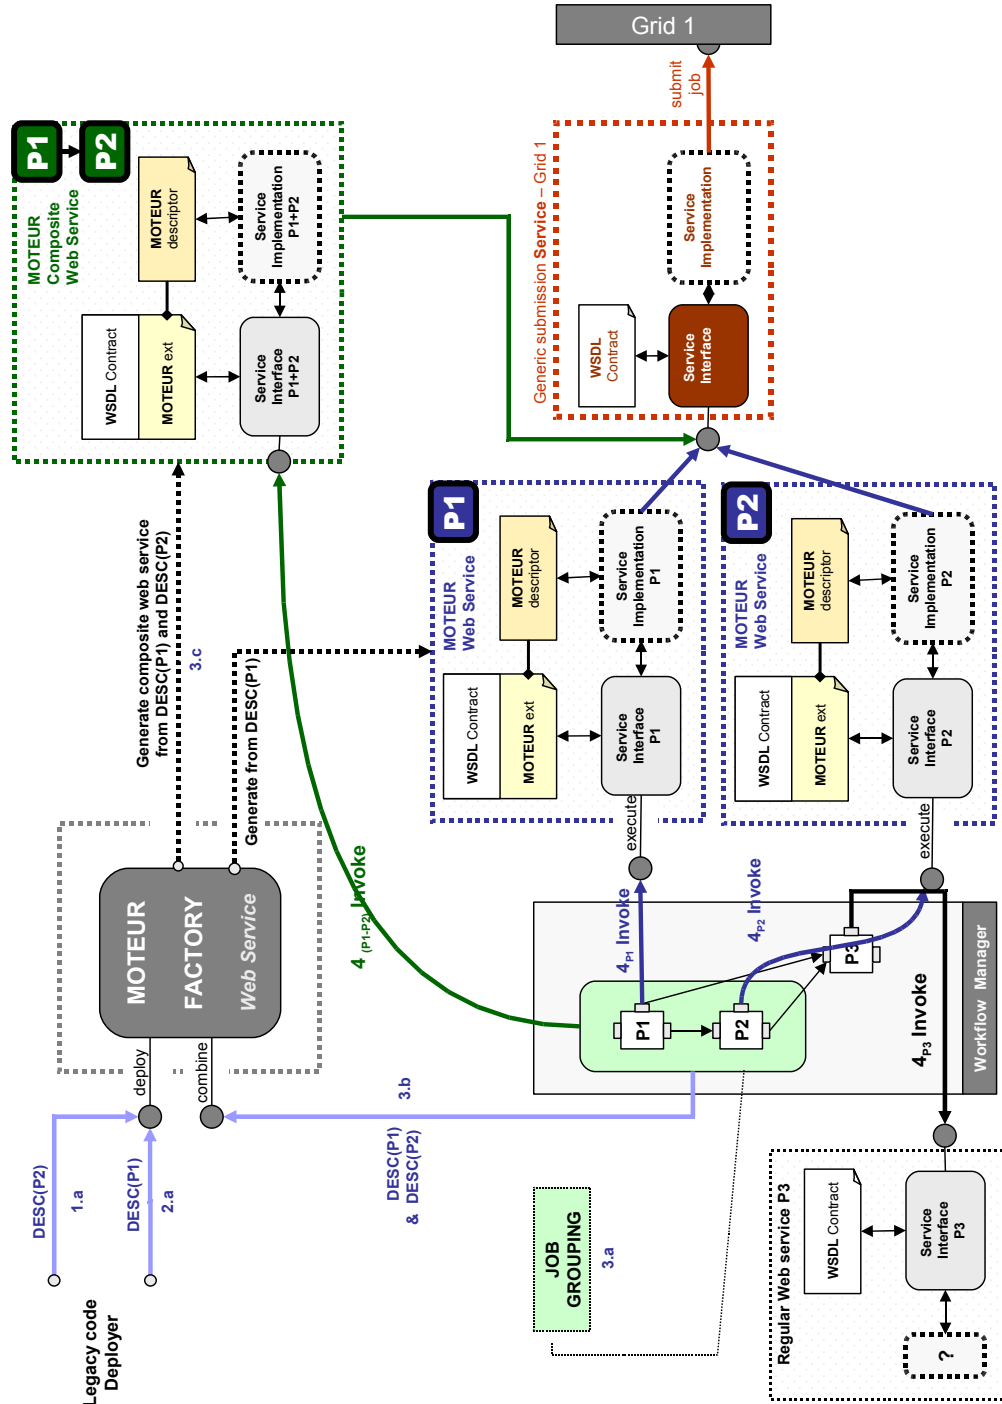 Legacy code
Deployer
DESC(P2)
1.a
DESC(P1)
2.a
deploy
combine
MOTEUR
FACTORY
Web Service
Generate composite web service
from DESC(P1) and DESC(P2)
3.c
Generate from DESC(P1)
MOTEUR
Composite
Web Service
P1
P2
WSDL Contract
MOTEUR ext
MOTEUR
descriptor
Service
Interface
P1+P2
Service
Implementation
P1+P2
3.b
DESC(P1)
& DESC(P2)
JOB
GROUPING
3.a
4 (P1-P2) Invoke
4P1 Invoke
4P2 Invoke
4P3 Invoke
P1
P2
P3
Workflow Manager
execute
MOTEUR
Web Service
P1
WSDL Contract
MOTEUR ext
MOTEUR
descriptor
Service
Interface
P1
Service
Implementation
P1
execute
MOTEUR
Web Service
P2
WSDL Contract
MOTEUR ext
MOTEUR
descriptor
Service
Interface
P2
Service
Implementation
P2
Generic submission Service – Grid 1
WSDL
Contract
Service
Interface
Service
Implementation
submit
job
Grid 1
Regular Web service P3
WSDL Contract
Service
Interface
P3
?